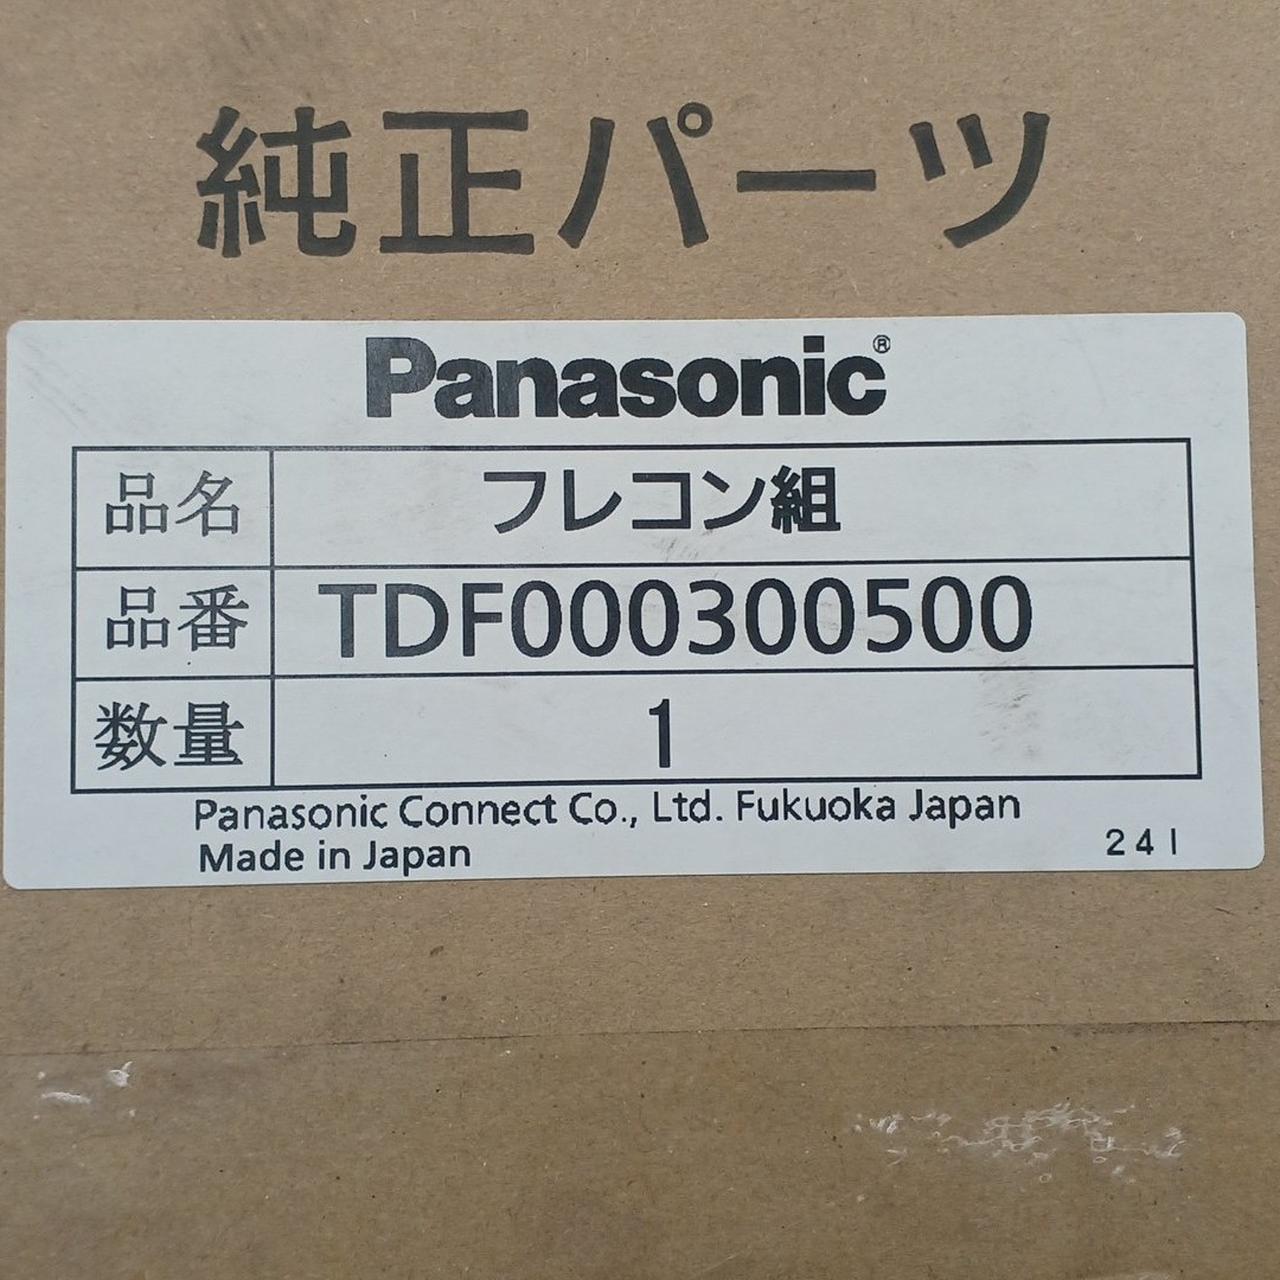 純正パーツ
Panasonic®
品名 フレコン組
品番 TDF000300500
数量 1
Panasonic Connect Co., Ltd. Fukuoka Japan
Made in Japan
24I